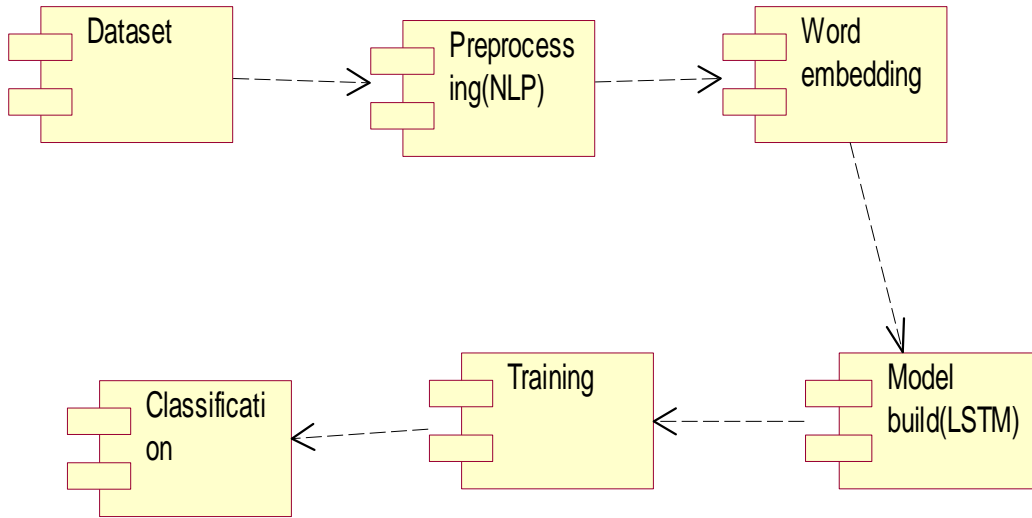 Dataset
Preprocess
ing(NLP)
Word
embedding
Model
build(LSTM)
Training
Classificati
on